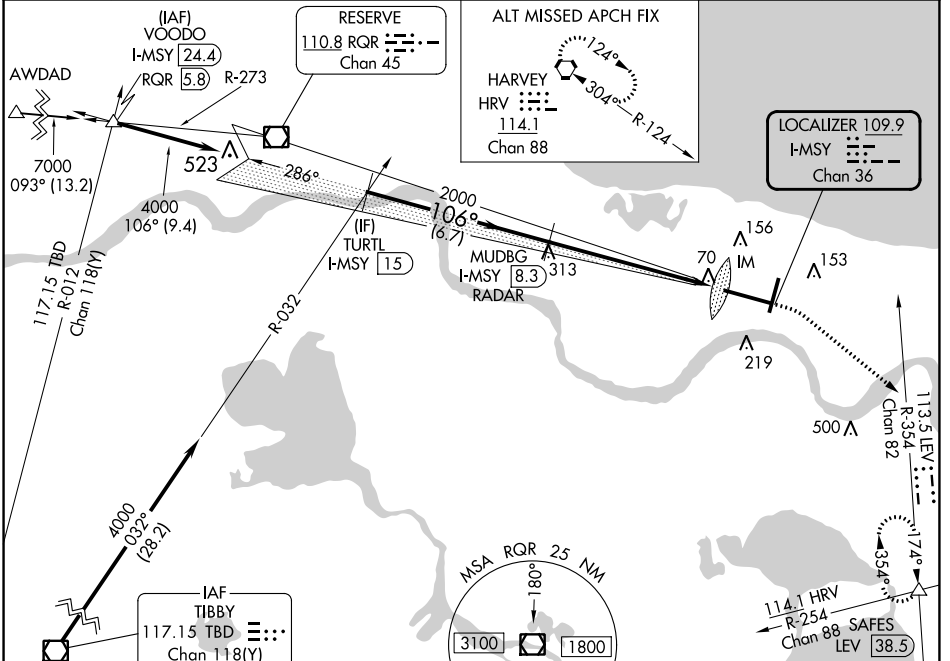 (IAF)
VOODO
I-MSY 24.4
RQR 5.8
AWDAD
R-273
7000
093° (13.2)
4000
106° (9.4)
523
RESERVE
110.8 RQR
Chan 45
ALT MISSED APCH FIX
124°
304°
R-124
HARVEY
HRV
114.1
Chan 88
LOCALIZER 109.9
I-MSY
Chan 36
286°
2000
106°
(6.7)
(IF)
TURTL
I-MSY 15
MUDBG
I-MSY 8.3
RADAR
313
70
IM
156
153
219
500
117.15 TBD
R-012
Chan 118(Y)
R-032
4000
032°
(28.2)
IAF
TIBBY
117.15 TBD
Chan 118(Y)
MSA RQR 25 NM
180°
3100
1800
113.5 LEV
R-354
Chan 82
174°
354°
114.1 HRV
R-254
Chan 88
SAFES
LEV 38.5